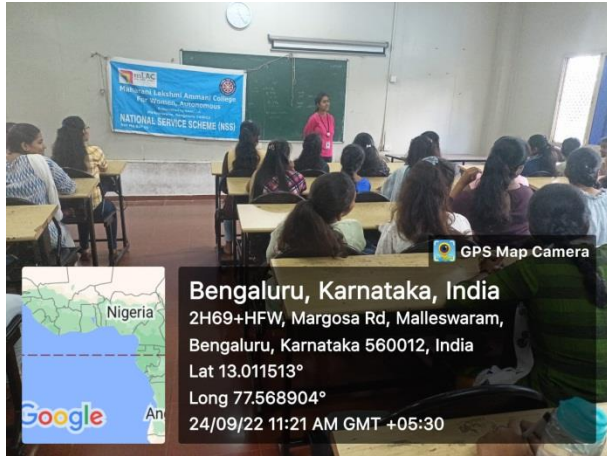 mLAC
Maharani Lakshmi Ammani College
For Women, Autonomous
NATIONAL SERVICE SCHEME (NSS)
GPS Map Camera
Nigeria
Google
An
Bengaluru, Karnataka, India
2H69+HFW, Margosa Rd, Malleswaram,
Bengaluru, Karnataka 560012, India
Lat 13.011513°
Long 77.568904°
24/09/22 11:21 AM GMT +05:30